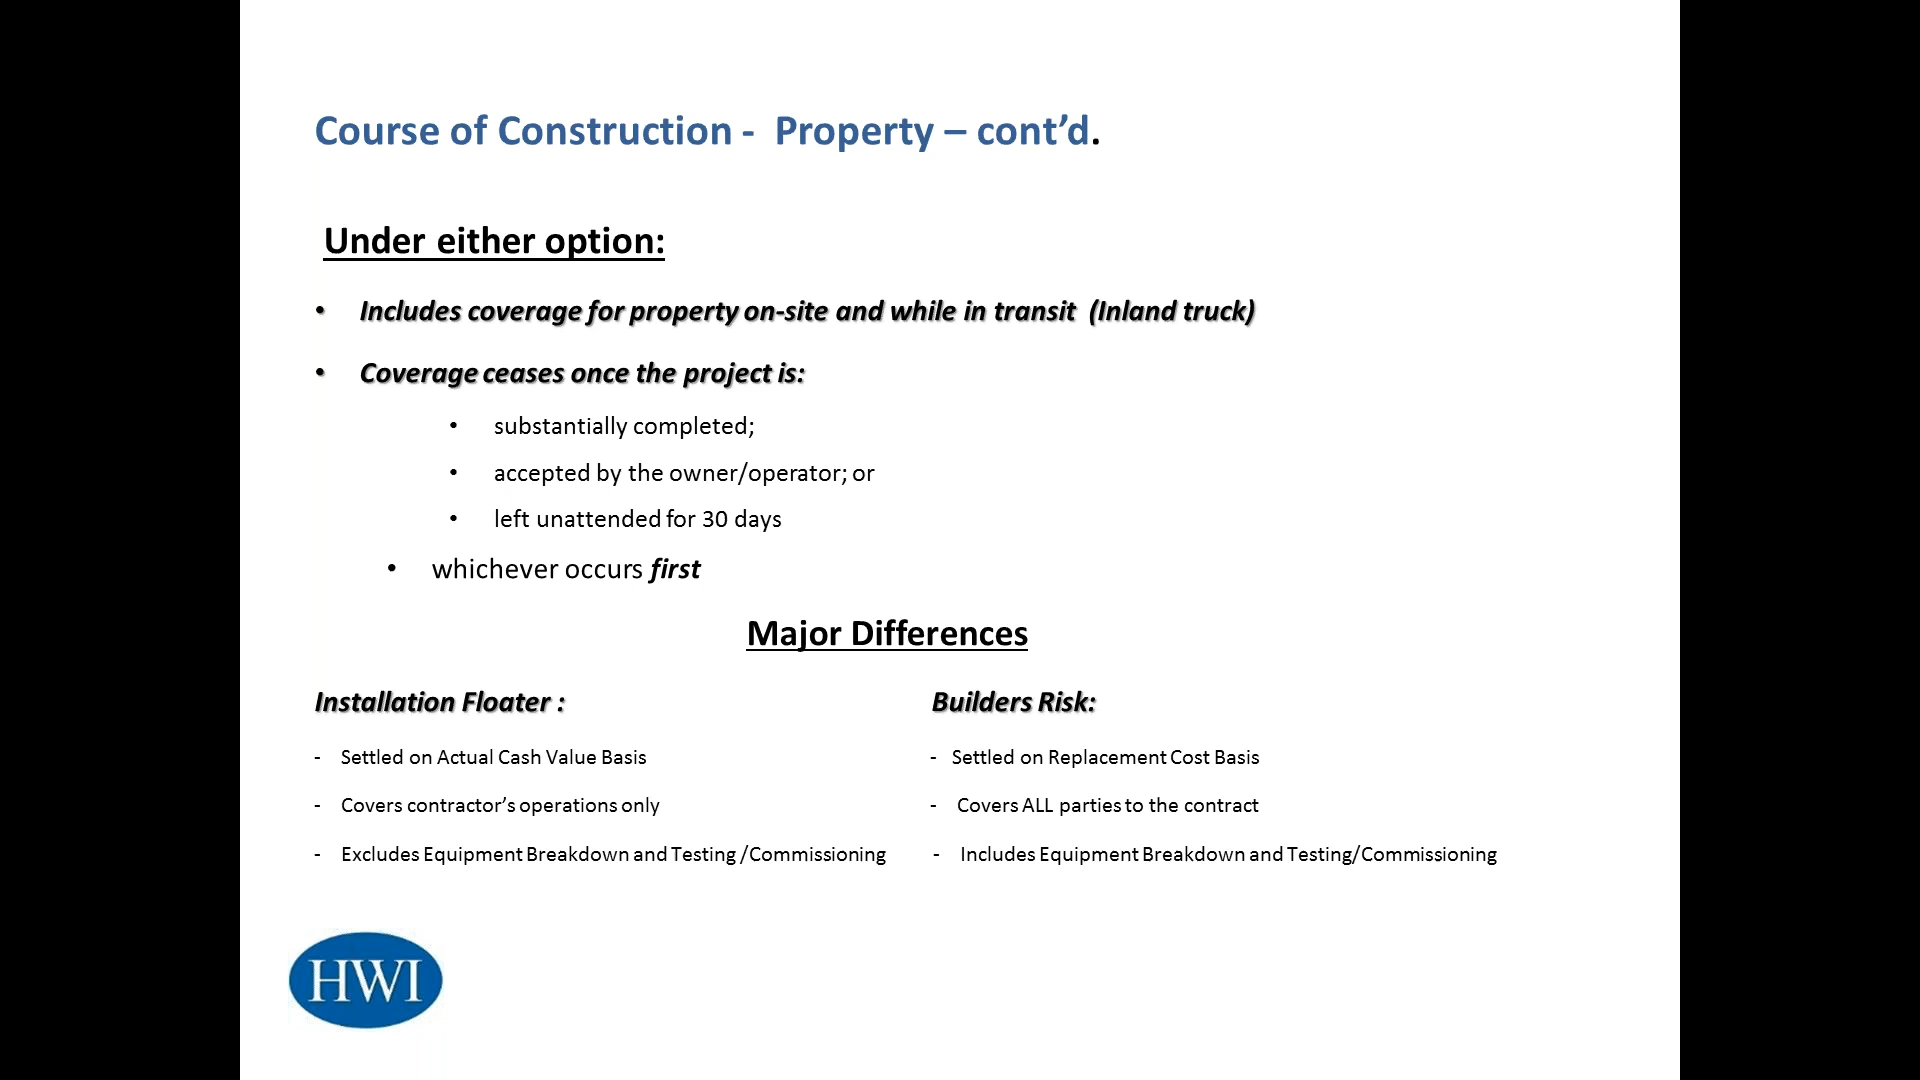 Course of Construction -  Property – cont’d.
Under either option:
• Includes coverage for property on-site and while in transit  (Inland truck)
• Coverage ceases once the project is:
• substantially completed;
• accepted by the owner/operator; or
• left unattended for 30 days
• whichever occurs first
Major Differences
Installation Floater :
Builders Risk:
- Settled on Actual Cash Value Basis
- Settled on Replacement Cost Basis
- Covers contractor’s operations only
- Covers ALL parties to the contract
- Excludes Equipment Breakdown and Testing /Commissioning
- Includes Equipment Breakdown and Testing/Commissioning
HWI